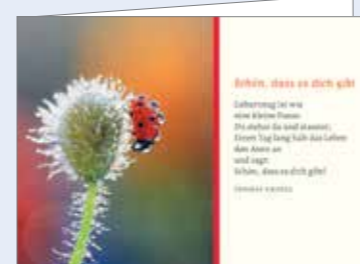 Schön, dass es dich gibt
Geburtstag ist wie
eine kleine Pause.
Du stehst da und staunst,
Einen Tag lang hält das Leben
den Atem an
und sagt:
Schön, dass es dich gibt!